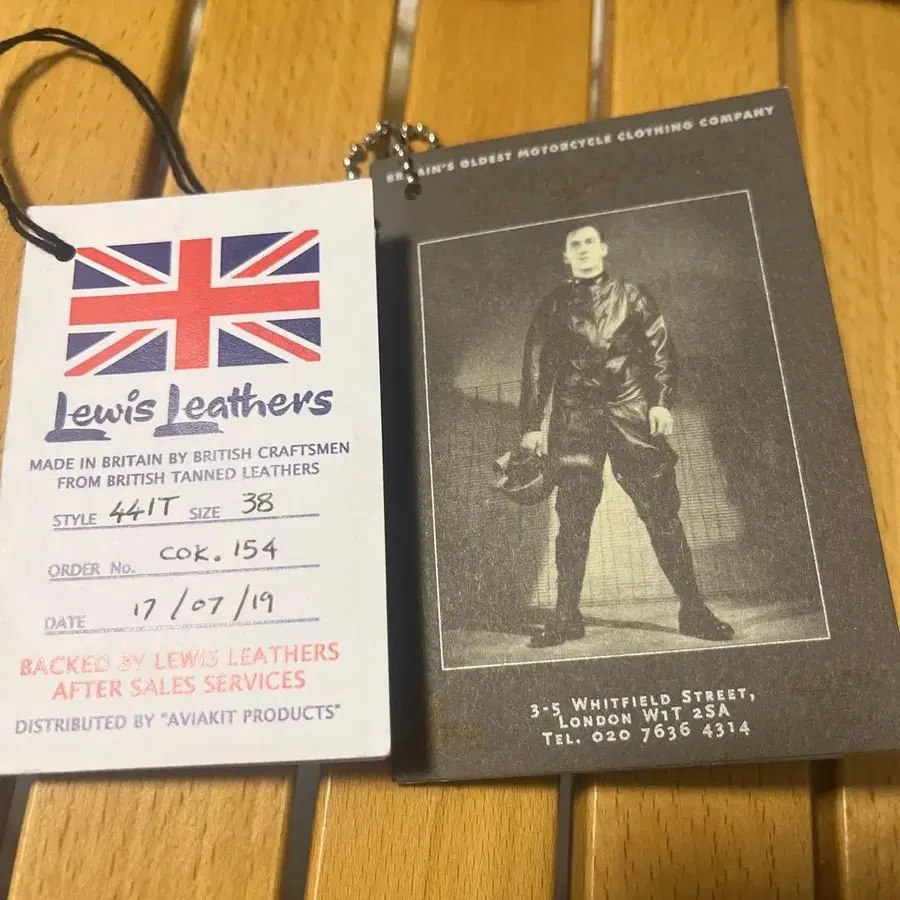 Lewis Leathers
MADE IN BRITAIN BY BRITISH CRAFTSMEN
FROM BRITISH TANNED LEATHERS
STYLE 441T SIZE 38
ORDER No. COK. 154
DATE 17/07/19
BACKED BY LEWIS LEATHERS
AFTER SALES SERVICES
DISTRIBUTED BY "AVIAKIT PRODUCTS"
BRITAIN'S OLDEST MOTORCYCLE CLOTHING COMPANY
3-5 WHITFIELD STREET,
LONDON W1T 2SA
TEL. 020 7636 4314